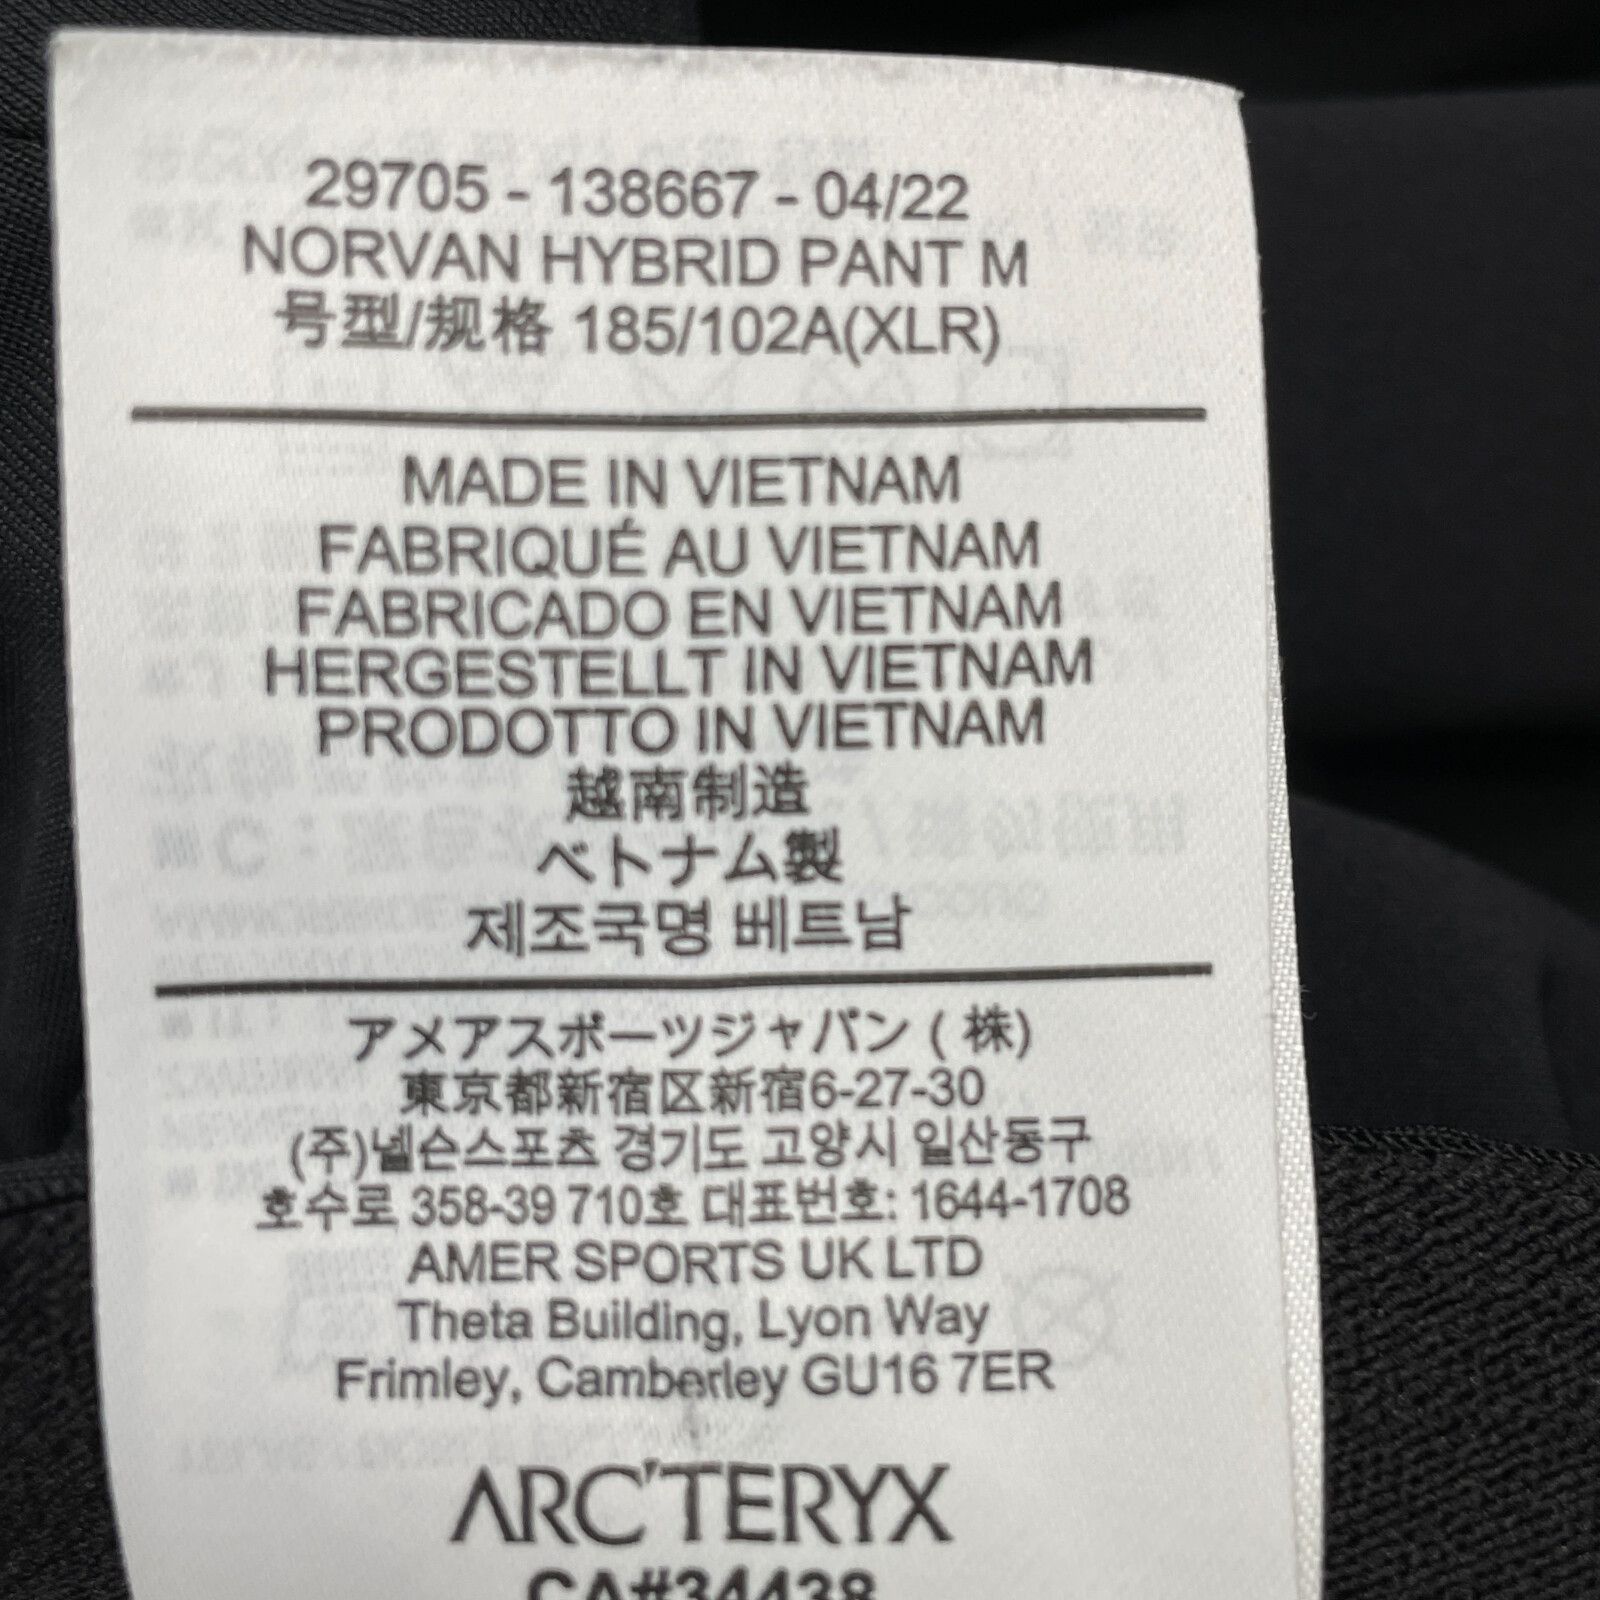 29705 - 138667 - 04/22
NORVAN HYBRID PANT M
号型/规格 185/102A(XLR)
MADE IN VIETNAM
FABRIQUÉ AU VIETNAM
FABRICADO EN VIETNAM
HERGESTELLT IN VIETNAM
PRODOTTO IN VIETNAM
越南制造
ベトナム製
제조국명 베트남
アメアスポーツジャパン ( 株)
東京都新宿区新宿6-27-30
(주)넬슨스포츠 경기도 고양시 일산동구
호수로 358-39 710호 대표번호: 1644-1708
AMER SPORTS UK LTD
Theta Building, Lyon Way
Frimley, Camberley GU16 7ER
ARC'TERYX
CA#34438